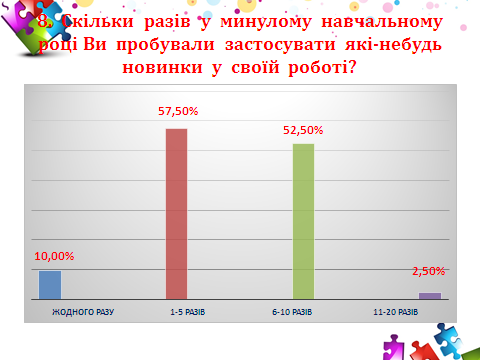 8. Скільки разів у минулому навчальному
році Ви пробували застосувати які-небудь
новинки у своїй роботі?
57,50%
52,50%
10,00%
2,50%
ЖОДНОГО РАЗУ 1-5 РАЗІВ 6-10 РАЗІВ 11-20 РАЗІВ